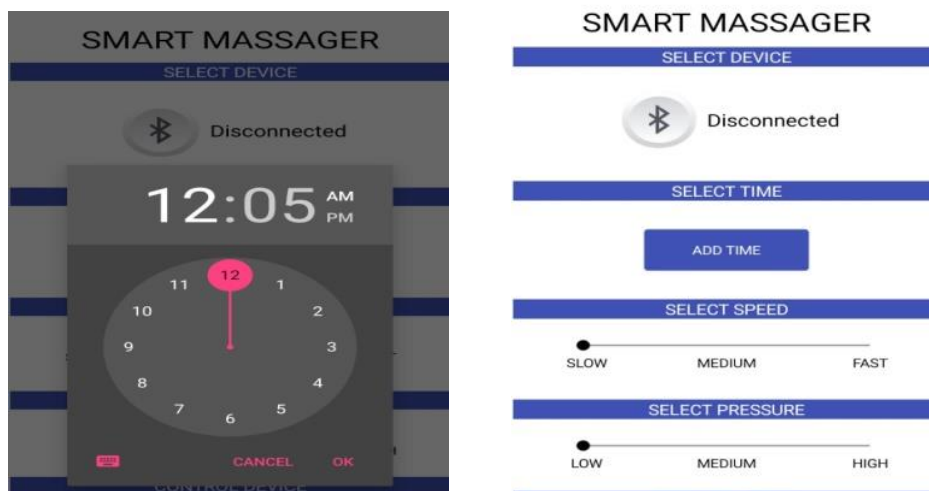 SMART MASSAGER
SELECT DEVICE
Disconnected
12:05 AM
PM
12
11 1
10 2
9 3
8 4
7 5
6
CANCEL OK
CONTROL DEVICE
SMART MASSAGER
SELECT DEVICE
Disconnected
SELECT TIME
ADD TIME
SELECT SPEED
SLOW MEDIUM FAST
SELECT PRESSURE
LOW MEDIUM HIGH